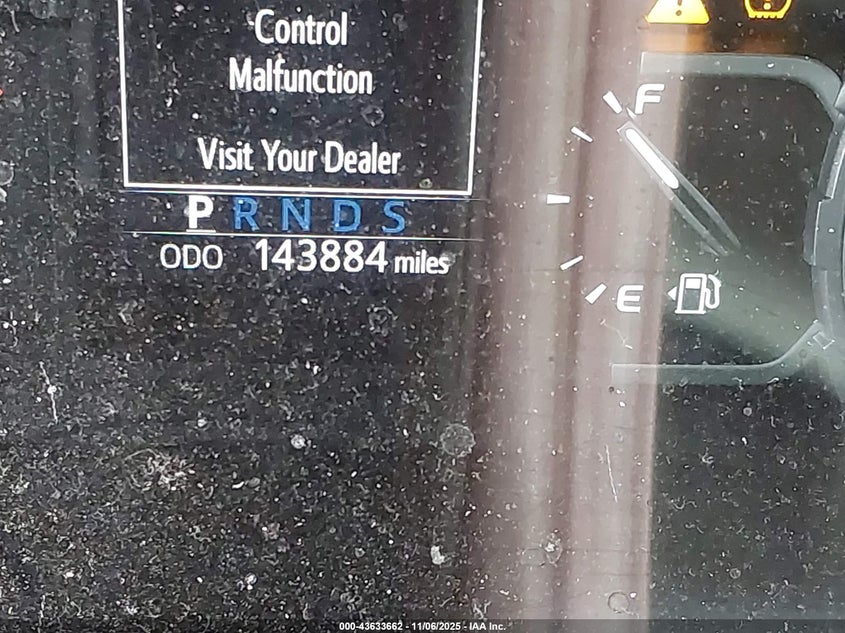 Control
Malfunction
Visit Your Dealer
P R N D S
ODO 143884 miles
F
E
000-43633662 - 11/06/2025 - IAA Inc.